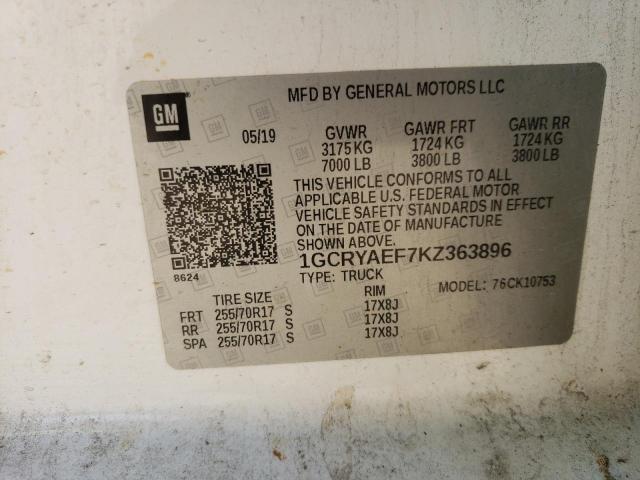 GM
MFD BY GENERAL MOTORS LLC
05/19 GVWR GAWR FRT GAWR RR
3175 KG 1724 KG 1724 KG
7000 LB 3800 LB 3800 LB
THIS VEHICLE CONFORMS TO ALL
APPLICABLE U.S. FEDERAL MOTOR
VEHICLE SAFETY STANDARDS IN EFFECT
ON THE DATE OF MANUFACTURE
SHOWN ABOVE.
8624
1GCRYAEF7KZ363896
TYPE: TRUCK MODEL: 76CK10753
TIRE SIZE RIM
FRT 255/70R17 S 17X8J
RR 255/70R17 S 17X8J
SPA 255/70R17 S 17X8J